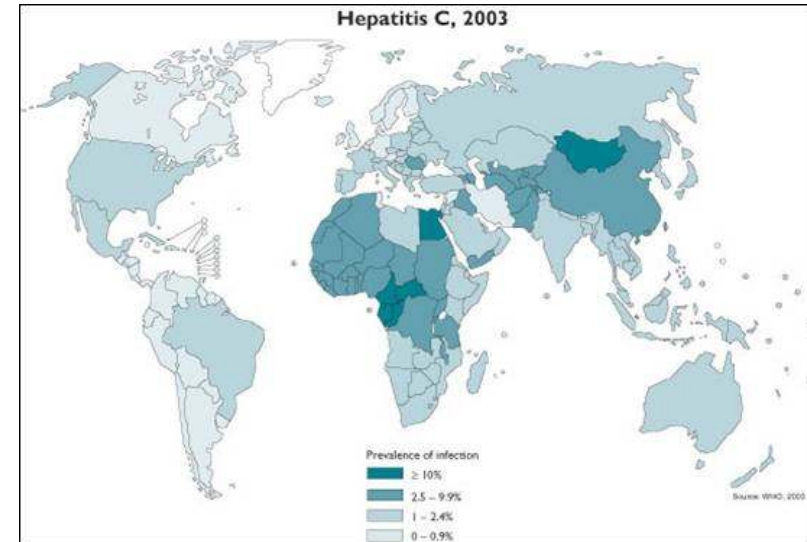 Hepatitis C, 2003
Prevalence of infection
≥ 10%
2.5 – 9.9%
1 – 2.4%
0 – 0.9%
Source: WHO, 2003